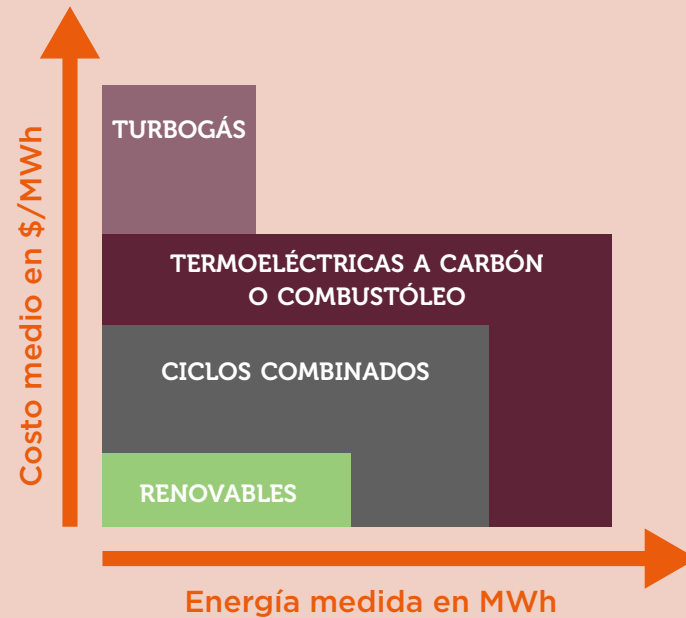 Costo medio en $/MWh
TURBOGÁS
TERMOELÉCTRICAS A CARBÓN
O COMBUSTÓLEO
CICLOS COMBINADOS
RENOVABLES
Energía medida en MWh